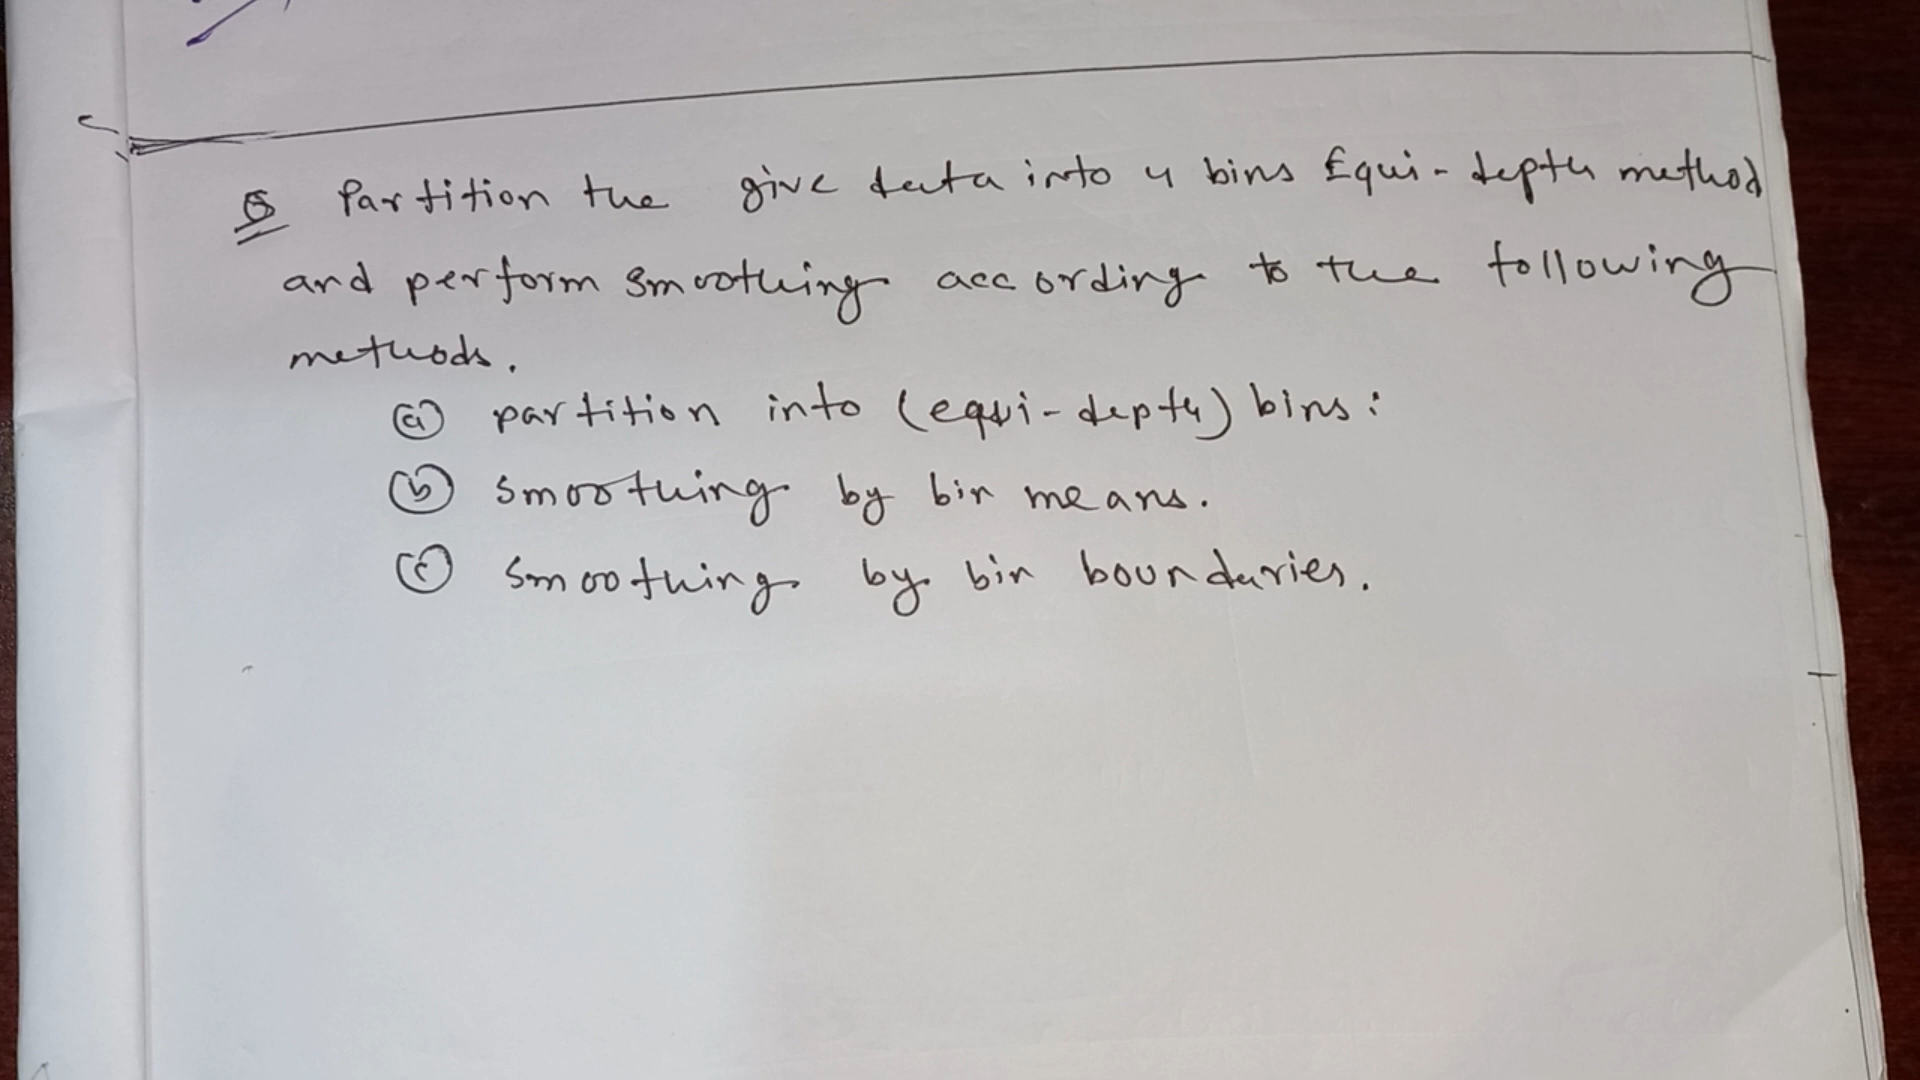 Q Partition the give data into 4 bins Equi-depth method
and perform smoothing according to the following
methods.
(a) partition into (equi-depth) bins:
(b) smoothing by bin means.
(c) smoothing by bin boundaries.